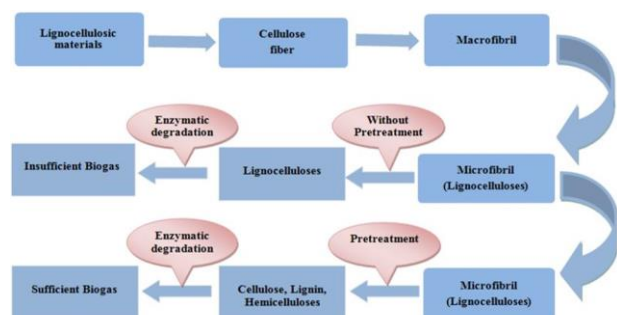 Lignocellulosic
materials
Cellulose
fiber
Macrofibril
Enzymatic
degradation
Without
Pretreatment
Insufficient Biogas
Lignocelluloses
Microfibril
(Lignocelluloses)
Enzymatic
degradation
Pretreatment
Sufficient Biogas
Cellulose, Lignin,
Hemicelluloses
Microfibril
(Lignocelluloses)